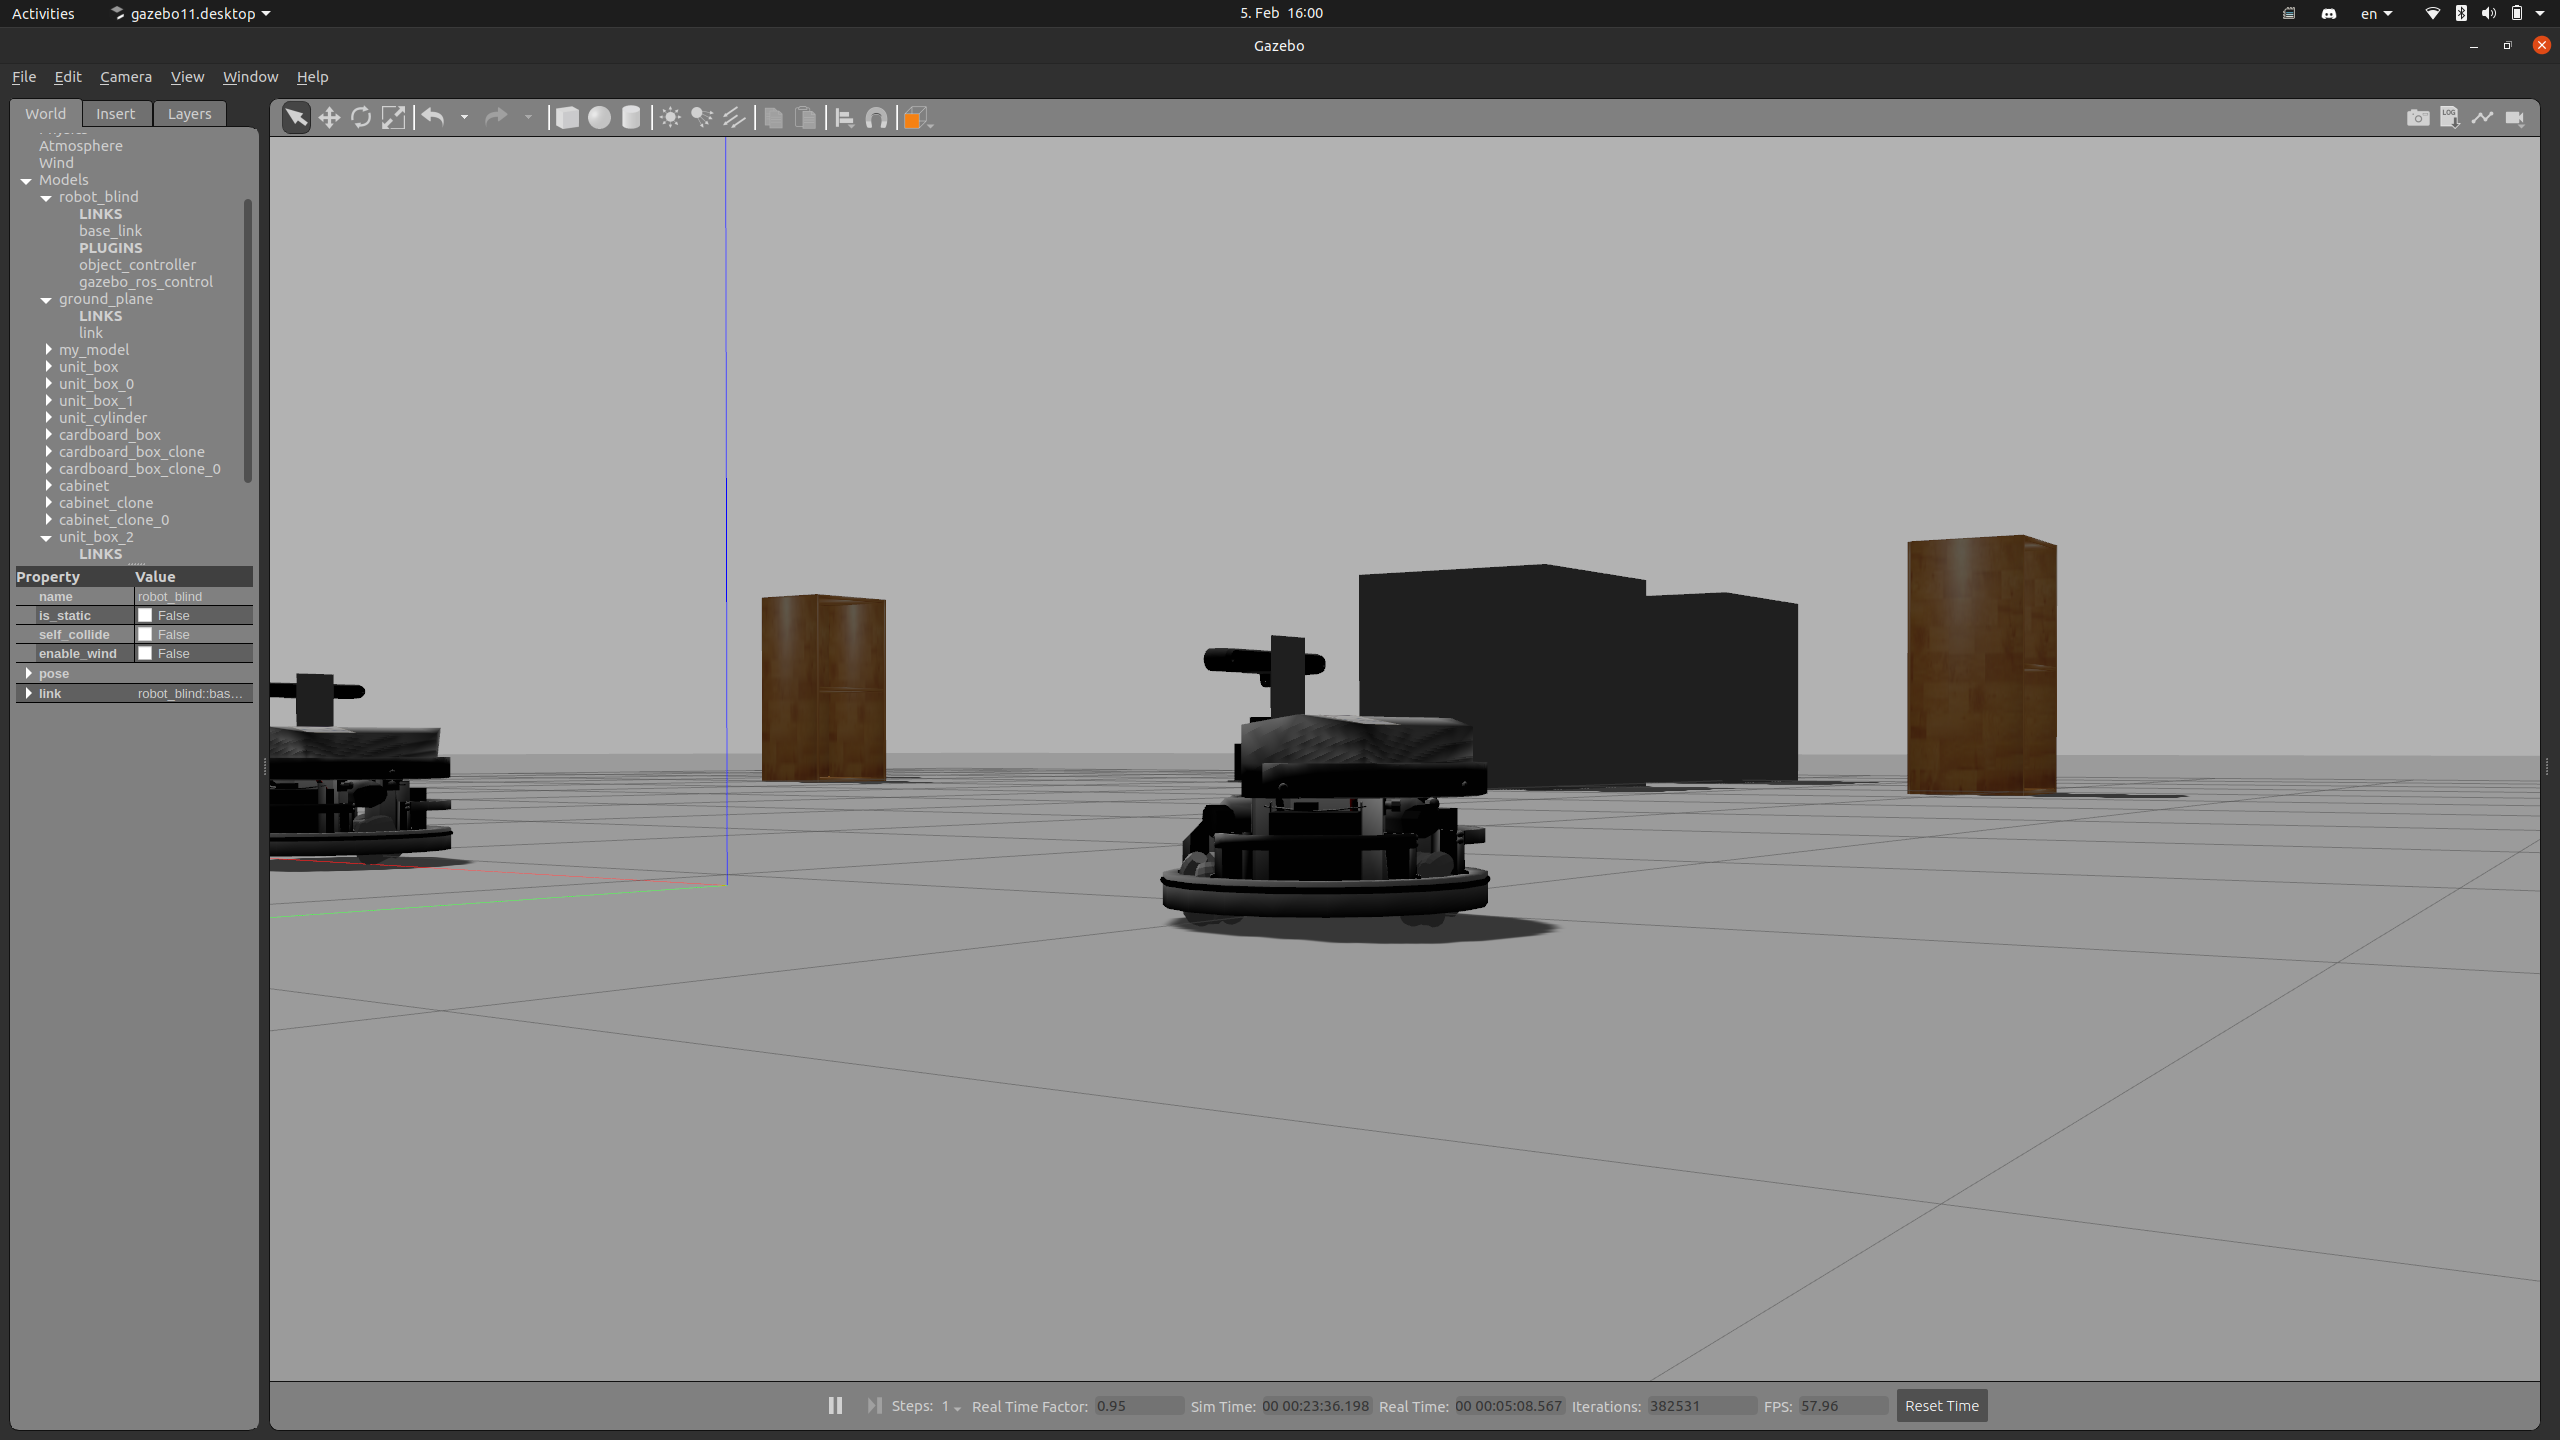 Activities gazebo11.desktop 5. Feb 16:00 en
Gazebo
File Edit Camera View Window Help
World Insert Layers
Atmosphere
Wind
Models
robot_blind
LINKS
base_link
PLUGINS
object_controller
gazebo_ros_control
ground_plane
LINKS
link
my_model
unit_box
unit_box_0
unit_box_1
unit_cylinder
cardboard_box
cardboard_box_clone
cardboard_box_clone_0
cabinet
cabinet_clone
cabinet_clone_0
unit_box_2
LINKS
Property Value
name robot_blind
is_static False
self_collide False
enable_wind False
pose
link robot_blind::bas...
LOG
Steps: 1 Real Time Factor: 0.95 Sim Time: 00 00:23:36.198 Real Time: 00 00:05:08.567 Iterations: 382531 FPS: 57.96 Reset Time